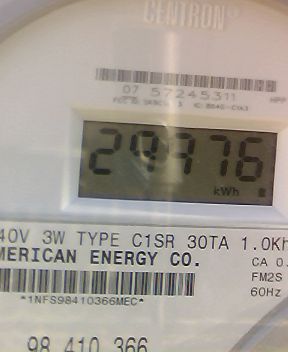 CENTRON®
07 57245311
29976
kWh
40V 3W TYPE C1SR 30TA 1.0Kh
MERICAN ENERGY CO.
CA 0.
FM2S
60Hz
*1NFS98410366MEC*
98 410 366